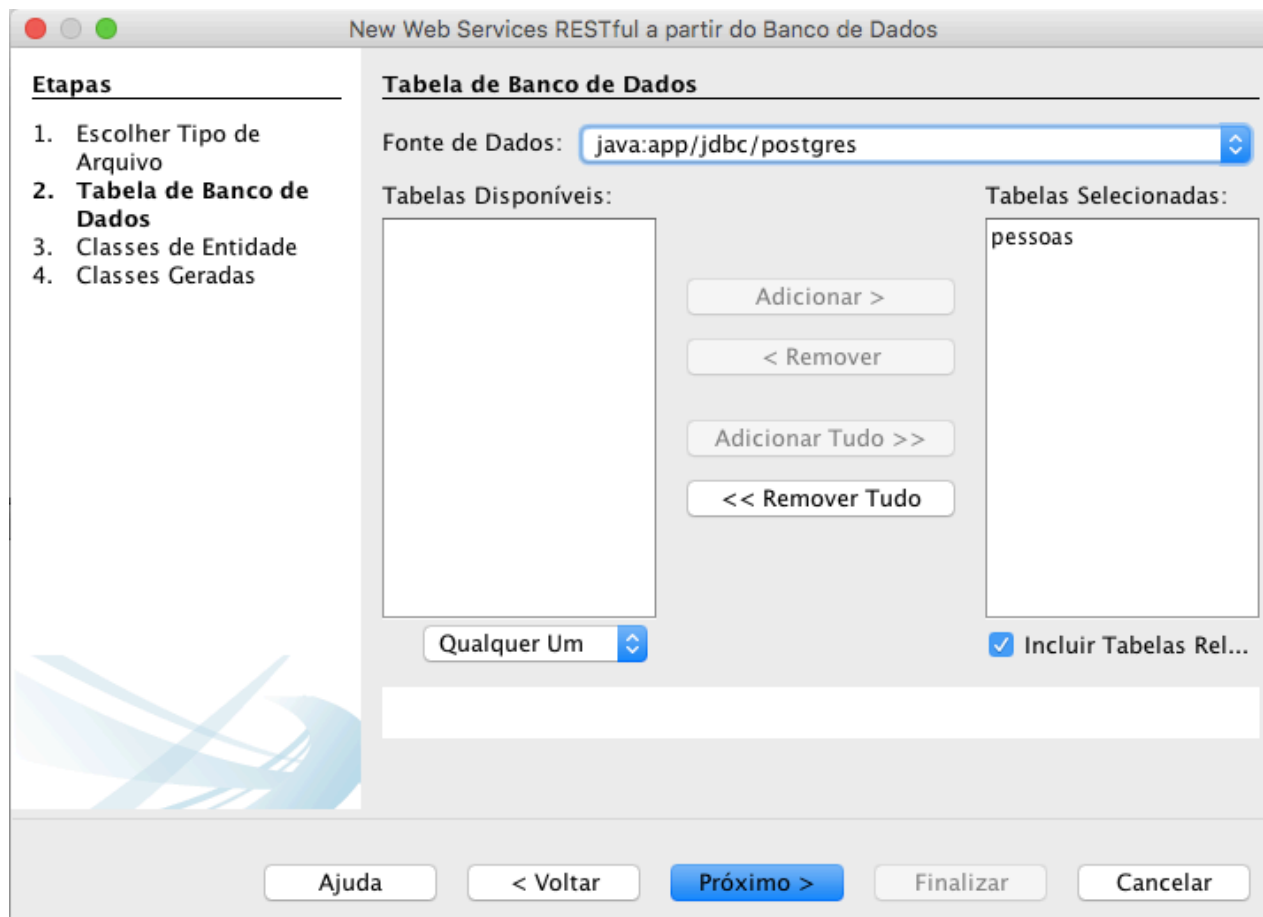 New Web Services RESTful a partir do Banco de Dados
Etapas
1. Escolher Tipo de
Arquivo
2. Tabela de Banco de
Dados
3. Classes de Entidade
4. Classes Geradas
Tabela de Banco de Dados
Fonte de Dados: java:app/jdbc/postgres
Tabelas Disponíveis:
Tabelas Selecionadas:
pessoas
Adicionar >
< Remover
Adicionar Tudo >>
<< Remover Tudo
Qualquer Um
Incluir Tabelas Rel...
Ajuda
< Voltar
Próximo >
Finalizar
Cancelar